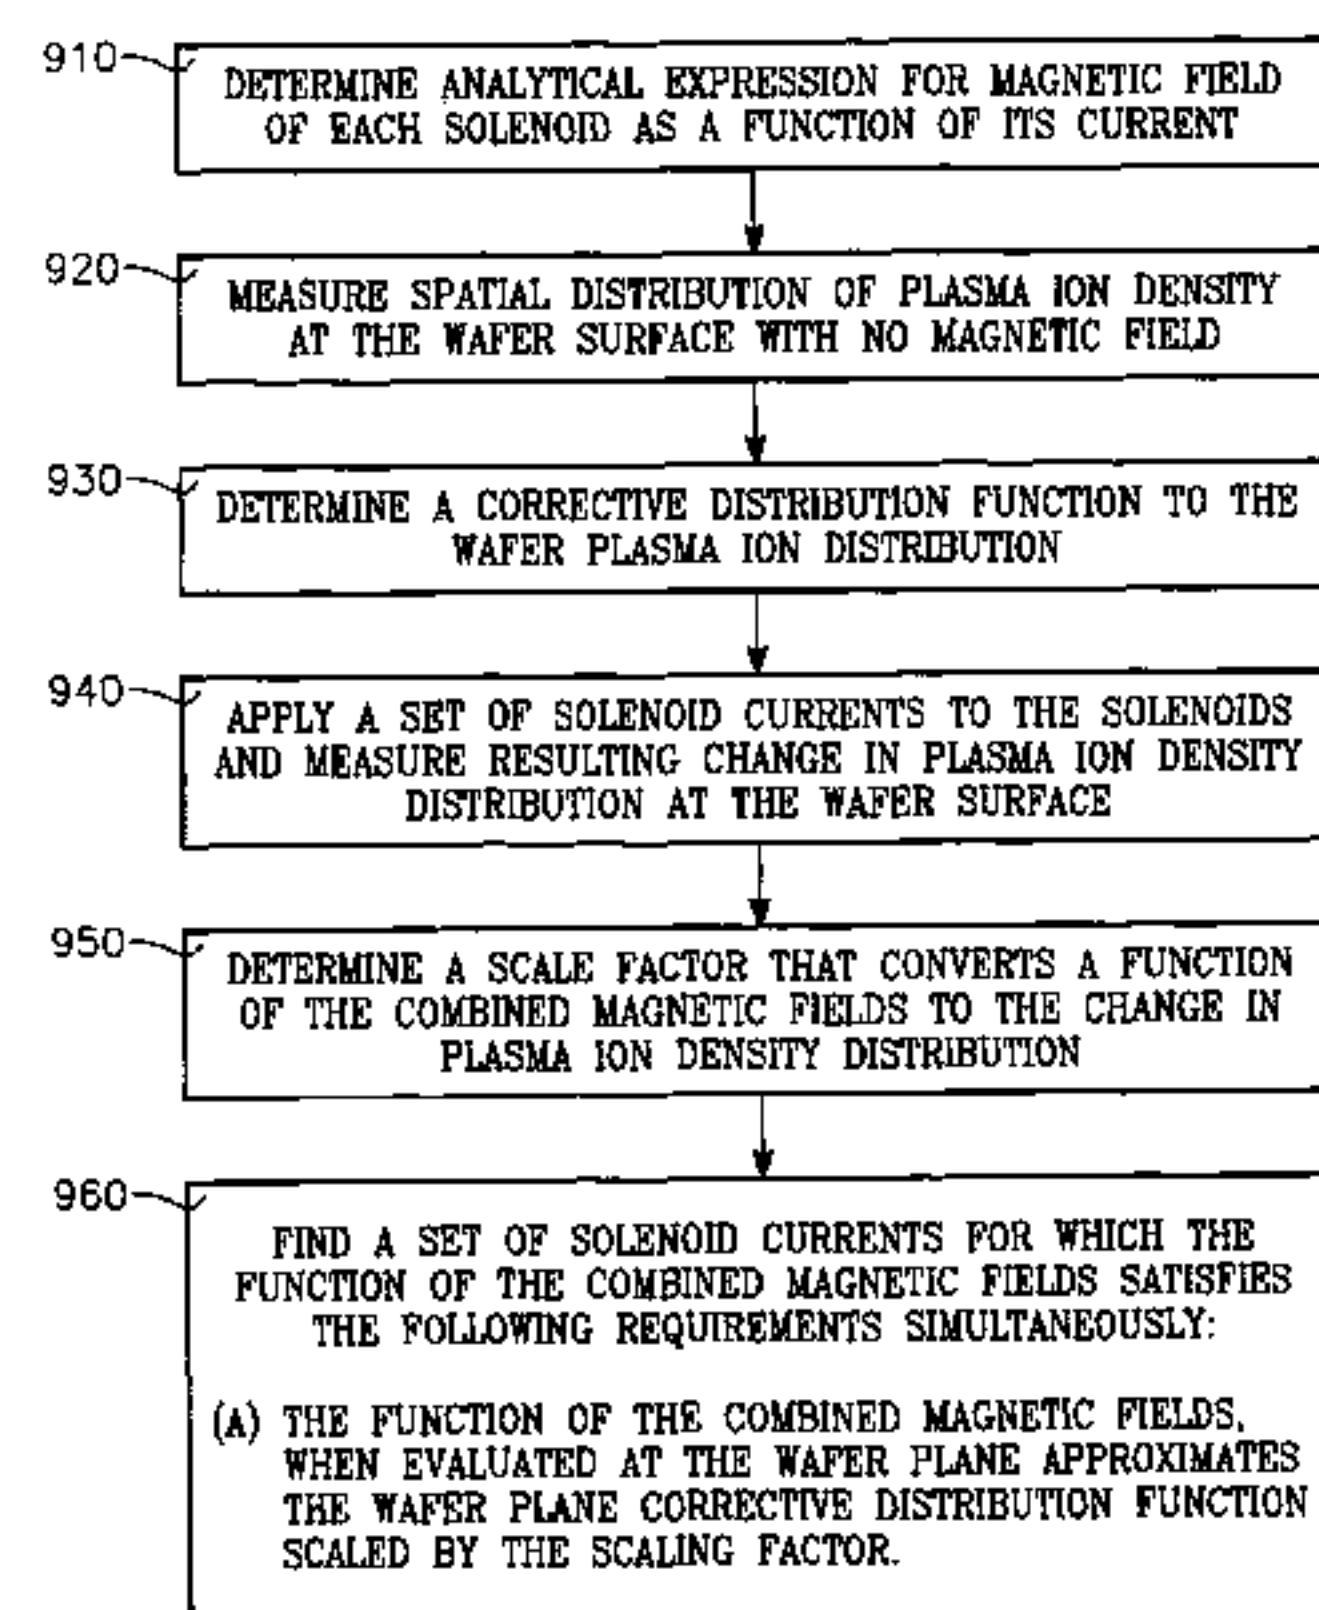 910
DETERMINE ANALYTICAL EXPRESSION FOR MAGNETIC FIELD
OF EACH SOLENOID AS A FUNCTION OF ITS CURRENT
920
MEASURE SPATIAL DISTRIBUTION OF PLASMA ION DENSITY
AT THE WAFER SURFACE WITH NO MAGNETIC FIELD
930
DETERMINE A CORRECTIVE DISTRIBUTION FUNCTION TO THE
WAFER PLASMA ION DISTRIBUTION
940
APPLY A SET OF SOLENOID CURRENTS TO THE SOLENOIDS
AND MEASURE RESULTING CHANGE IN PLASMA ION DENSITY
DISTRIBUTION AT THE WAFER SURFACE
950
DETERMINE A SCALE FACTOR THAT CONVERTS A FUNCTION
OF THE COMBINED MAGNETIC FIELDS TO THE CHANGE IN
PLASMA ION DENSITY DISTRIBUTION
960
FIND A SET OF SOLENOID CURRENTS FOR WHICH THE
FUNCTION OF THE COMBINED MAGNETIC FIELDS SATISFIES
THE FOLLOWING REQUIREMENTS SIMULTANEOUSLY:
(A) THE FUNCTION OF THE COMBINED MAGNETIC FIELDS,
WHEN EVALUATED AT THE WAFER PLANE APPROXIMATES
THE WAFER PLANE CORRECTIVE DISTRIBUTION FUNCTION
SCALED BY THE SCALING FACTOR.